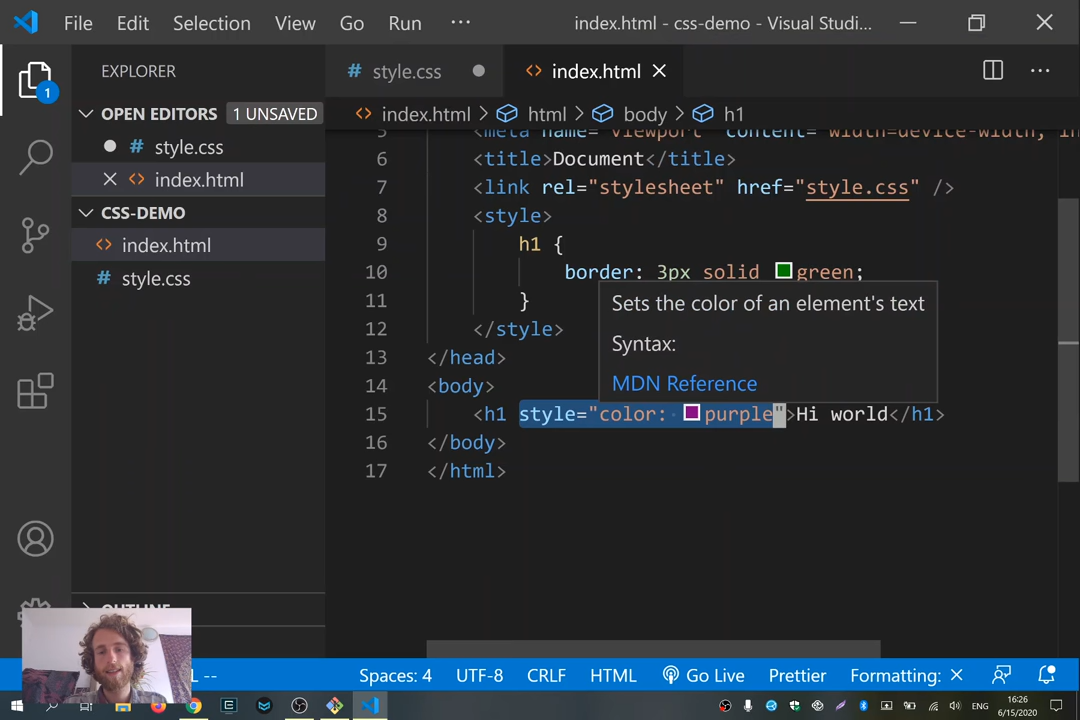 File Edit Selection View Go Run ··· index.html - css-demo - Visual Studi...
EXPLORER
1
OPEN EDITORS 1 UNSAVED
# style.css
<> index.html
CSS-DEMO
<> index.html
# style.css
# style.css
<> index.html
<> index.html > html > body > h1
5 <meta name="viewport" content="width=device-width, in
6 <title>Document</title>
7 <link rel="stylesheet" href="style.css" />
8 <style>
9 h1 {
10 border: 3px solid green;
11 }
12 </style>
13 </head>
14 <body>
15 <h1 style="color: purple">Hi world</h1>
16 </body>
17 </html>
Sets the color of an element's text
Syntax:
MDN Reference
OUTLINE
L -- Spaces: 4 UTF-8 CRLF HTML Go Live Prettier Formatting: ×
ENG 16:26
6/15/2020